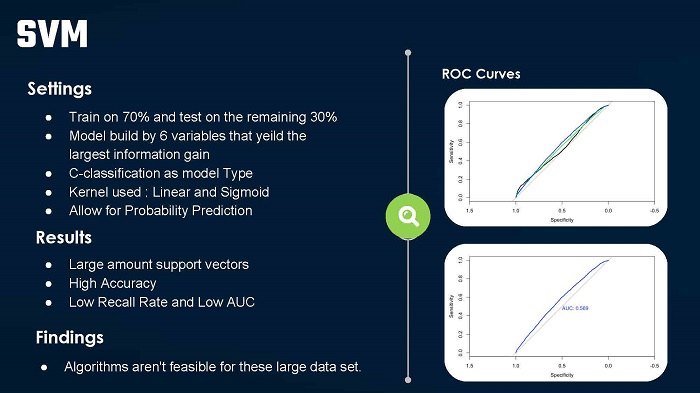 SVM
Settings
● Train on 70% and test on the remaining 30%
● Model build by 6 variables that yeild the
largest information gain
● C-classification as model Type
● Kernel used : Linear and Sigmoid
● Allow for Probability Prediction
Results
● Large amount support vectors
● High Accuracy
● Low Recall Rate and Low AUC
Findings
● Algorithms aren't feasible for these large data set.
ROC Curves
Sensitivity
1.0
0.8
0.6
0.4
0.2
0.0
1.5 1.0 0.5 0.0 -0.5
Specificity
Sensitivity
1.0
0.8
0.6
0.4
0.2
0.0
AUC: 0.569
1.5 1.0 0.5 0.0 -0.5
Specificity